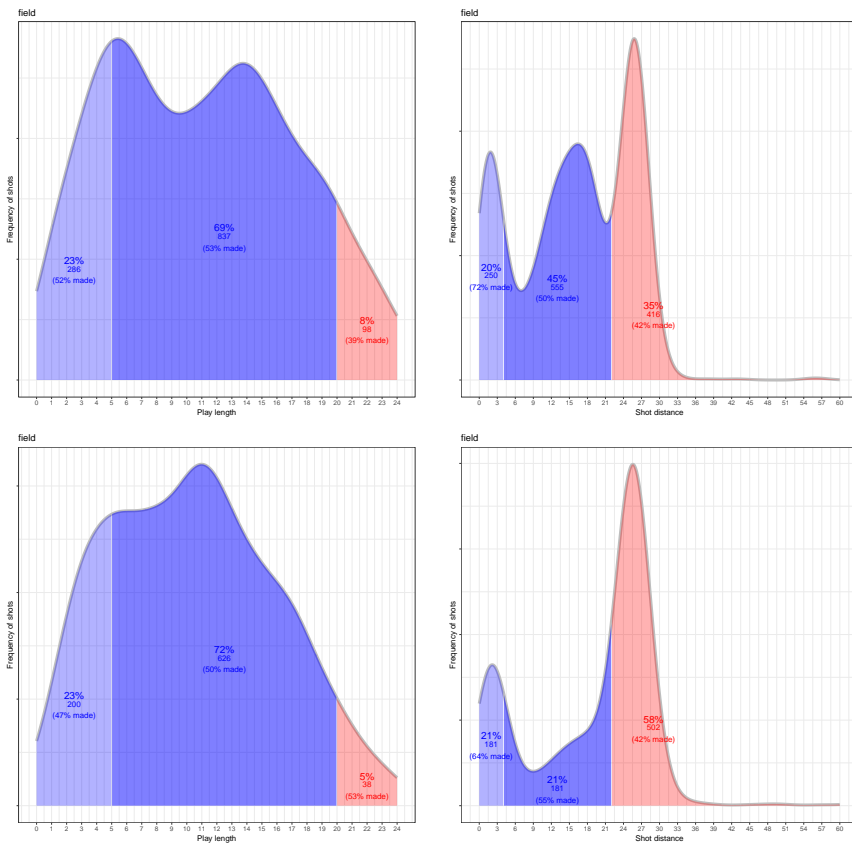 field
Frequency of shots
23%
286
(52% made)
69%
837
(53% made)
8%
98
(39% made)
0 1 2 3 4 5 6 7 8 9 10 11 12 13 14 15 16 17 18 19 20 21 22 23 24
Play length
field
Frequency of shots
20%
250
(72% made)
45%
555
(50% made)
35%
416
(42% made)
0 3 6 9 12 15 18 21 24 27 30 33 36 39 42 45 48 51 54 57 60
Shot distance
field
Frequency of shots
23%
200
(47% made)
72%
626
(50% made)
5%
38
(53% made)
0 1 2 3 4 5 6 7 8 9 10 11 12 13 14 15 16 17 18 19 20 21 22 23 24
Play length
field
Frequency of shots
21%
181
(64% made)
21%
181
(55% made)
58%
502
(42% made)
0 3 6 9 12 15 18 21 24 27 30 33 36 39 42 45 48 51 54 57 60
Shot distance